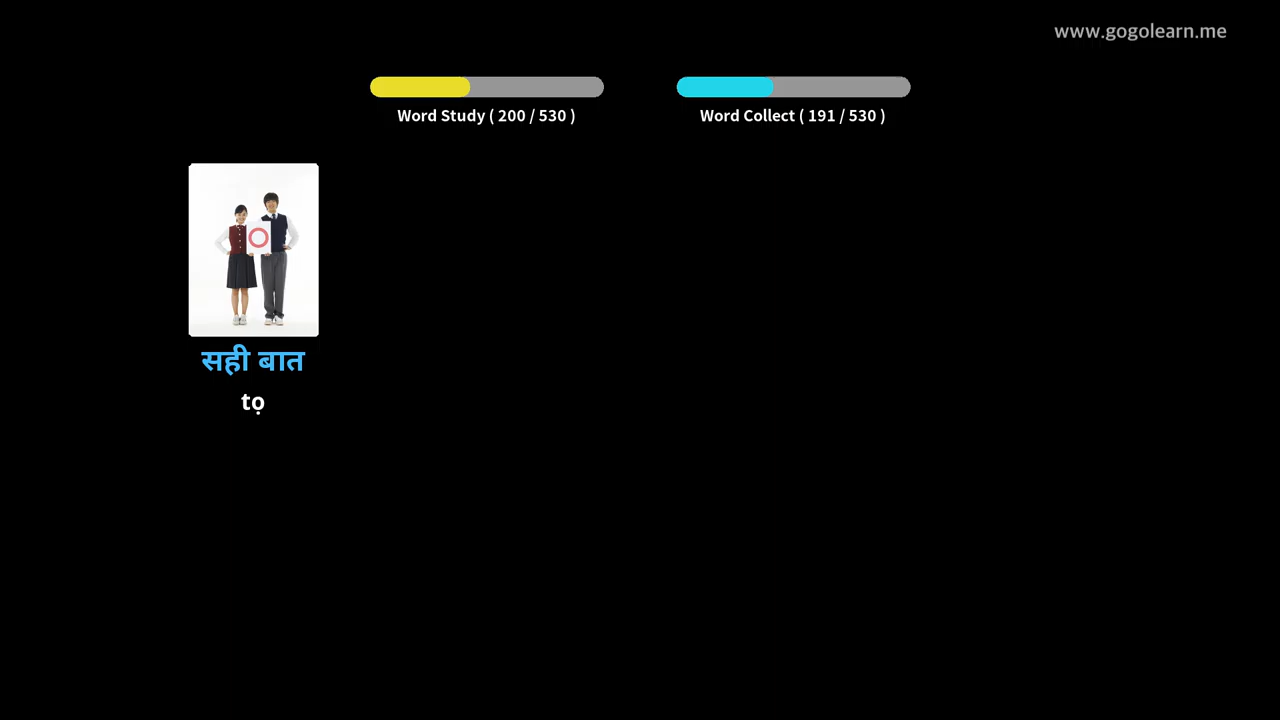 www.gogolearn.me
Word Study ( 200 / 530 )
Word Collect ( 191 / 530 )
सही बात
tọ